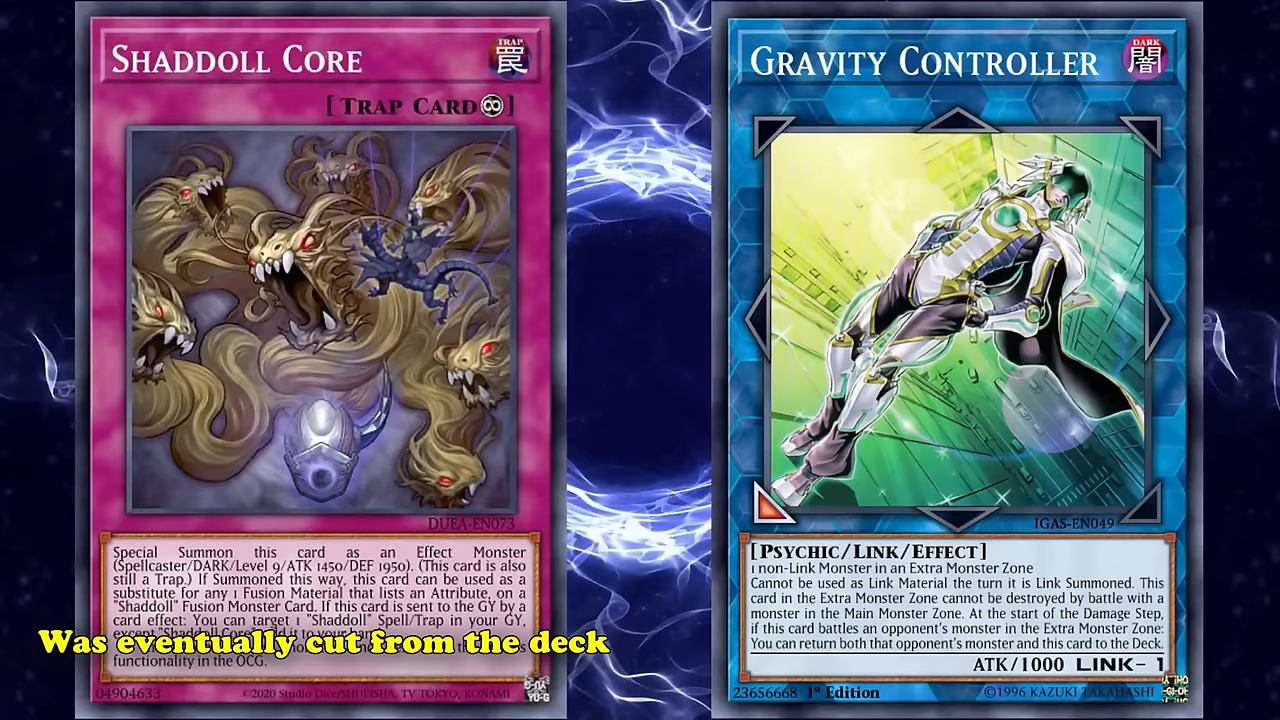 SHADDOLL CORE
TRAP
罠
[ TRAP CARD ]
DUEA-EN073
Special Summon this card as an Effect Monster
(Spellcaster/DARK/Level 9/ATK 1450/DEF 1950). (This card is also
still a Trap.) If Summoned this way, this card can be used as a
substitute for any 1 Fusion Material that lists an Attribute, on a
"Shaddoll" Fusion Monster Card. If this card is sent to the GY by a
card effect: You can target 1 "Shaddoll" Spell/Trap in your GY,
Was eventually cut from the deck
functionality in the OCG.
04904633
©2020 Studio Dice/SHUEISHA, TV TOKYO, KONAMI
GRAVITY CONTROLLER
DARK
闇
IGAS-EN049
[PSYCHIC/LINK/EFFECT]
1 non-Link Monster in an Extra Monster Zone
Cannot be used as Link Material the turn it is Link Summoned. This
card in the Extra Monster Zone cannot be destroyed by battle with a
monster in the Main Monster Zone. At the start of the Damage Step,
if this card battles an opponent's monster in the Extra Monster Zone:
You can return both that opponent's monster and this card to the Deck.
ATK/1000 LINK- 1
23656668 1st Edition
©1996 KAZUKI TAKAHASHI